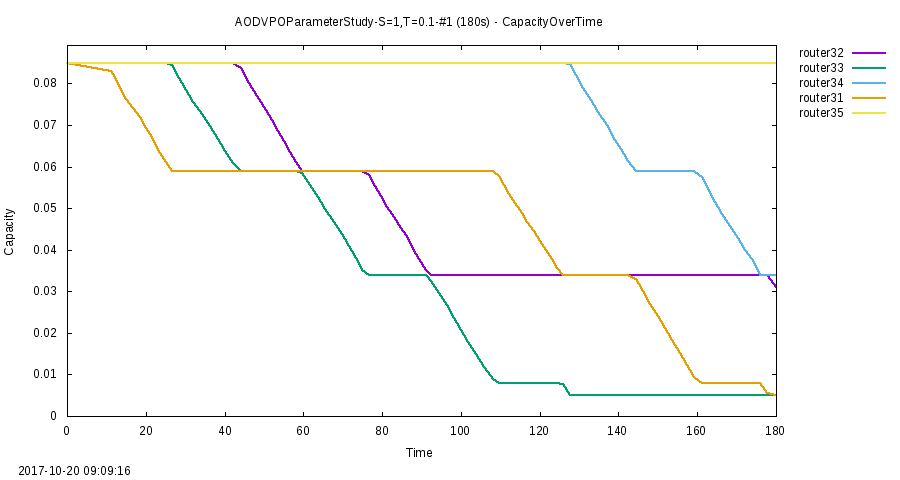 AODVPOParameterStudy-S=1,T=0.1-#1 (180s) - CapacityOverTime
router32
router33
router34
router31
router35
0.08
0.07
0.06
0.05
0.04
0.03
0.02
0.01
0
Capacity
0 20 40 60 80 100 120 140 160 180
Time
2017-10-20 09:09:16